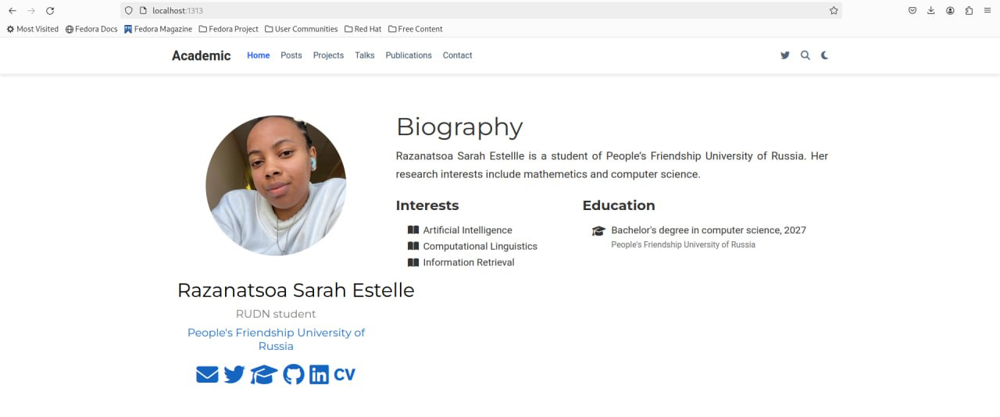 localhost:1313
Most Visited Fedora Docs Fedora Magazine Fedora Project User Communities Red Hat Free Content
Academic Home Posts Projects Talks Publications Contact
Biography
Razanatsoa Sarah Estellle is a student of People’s Friendship University of Russia. Her
research interests include mathemetics and computer science.
Interests
Artificial Intelligence
Computational Linguistics
Information Retrieval
Education
Bachelor's degree in computer science, 2027
People's Friendship University of Russia
Razanatsoa Sarah Estelle
RUDN student
People's Friendship University of
Russia
CV